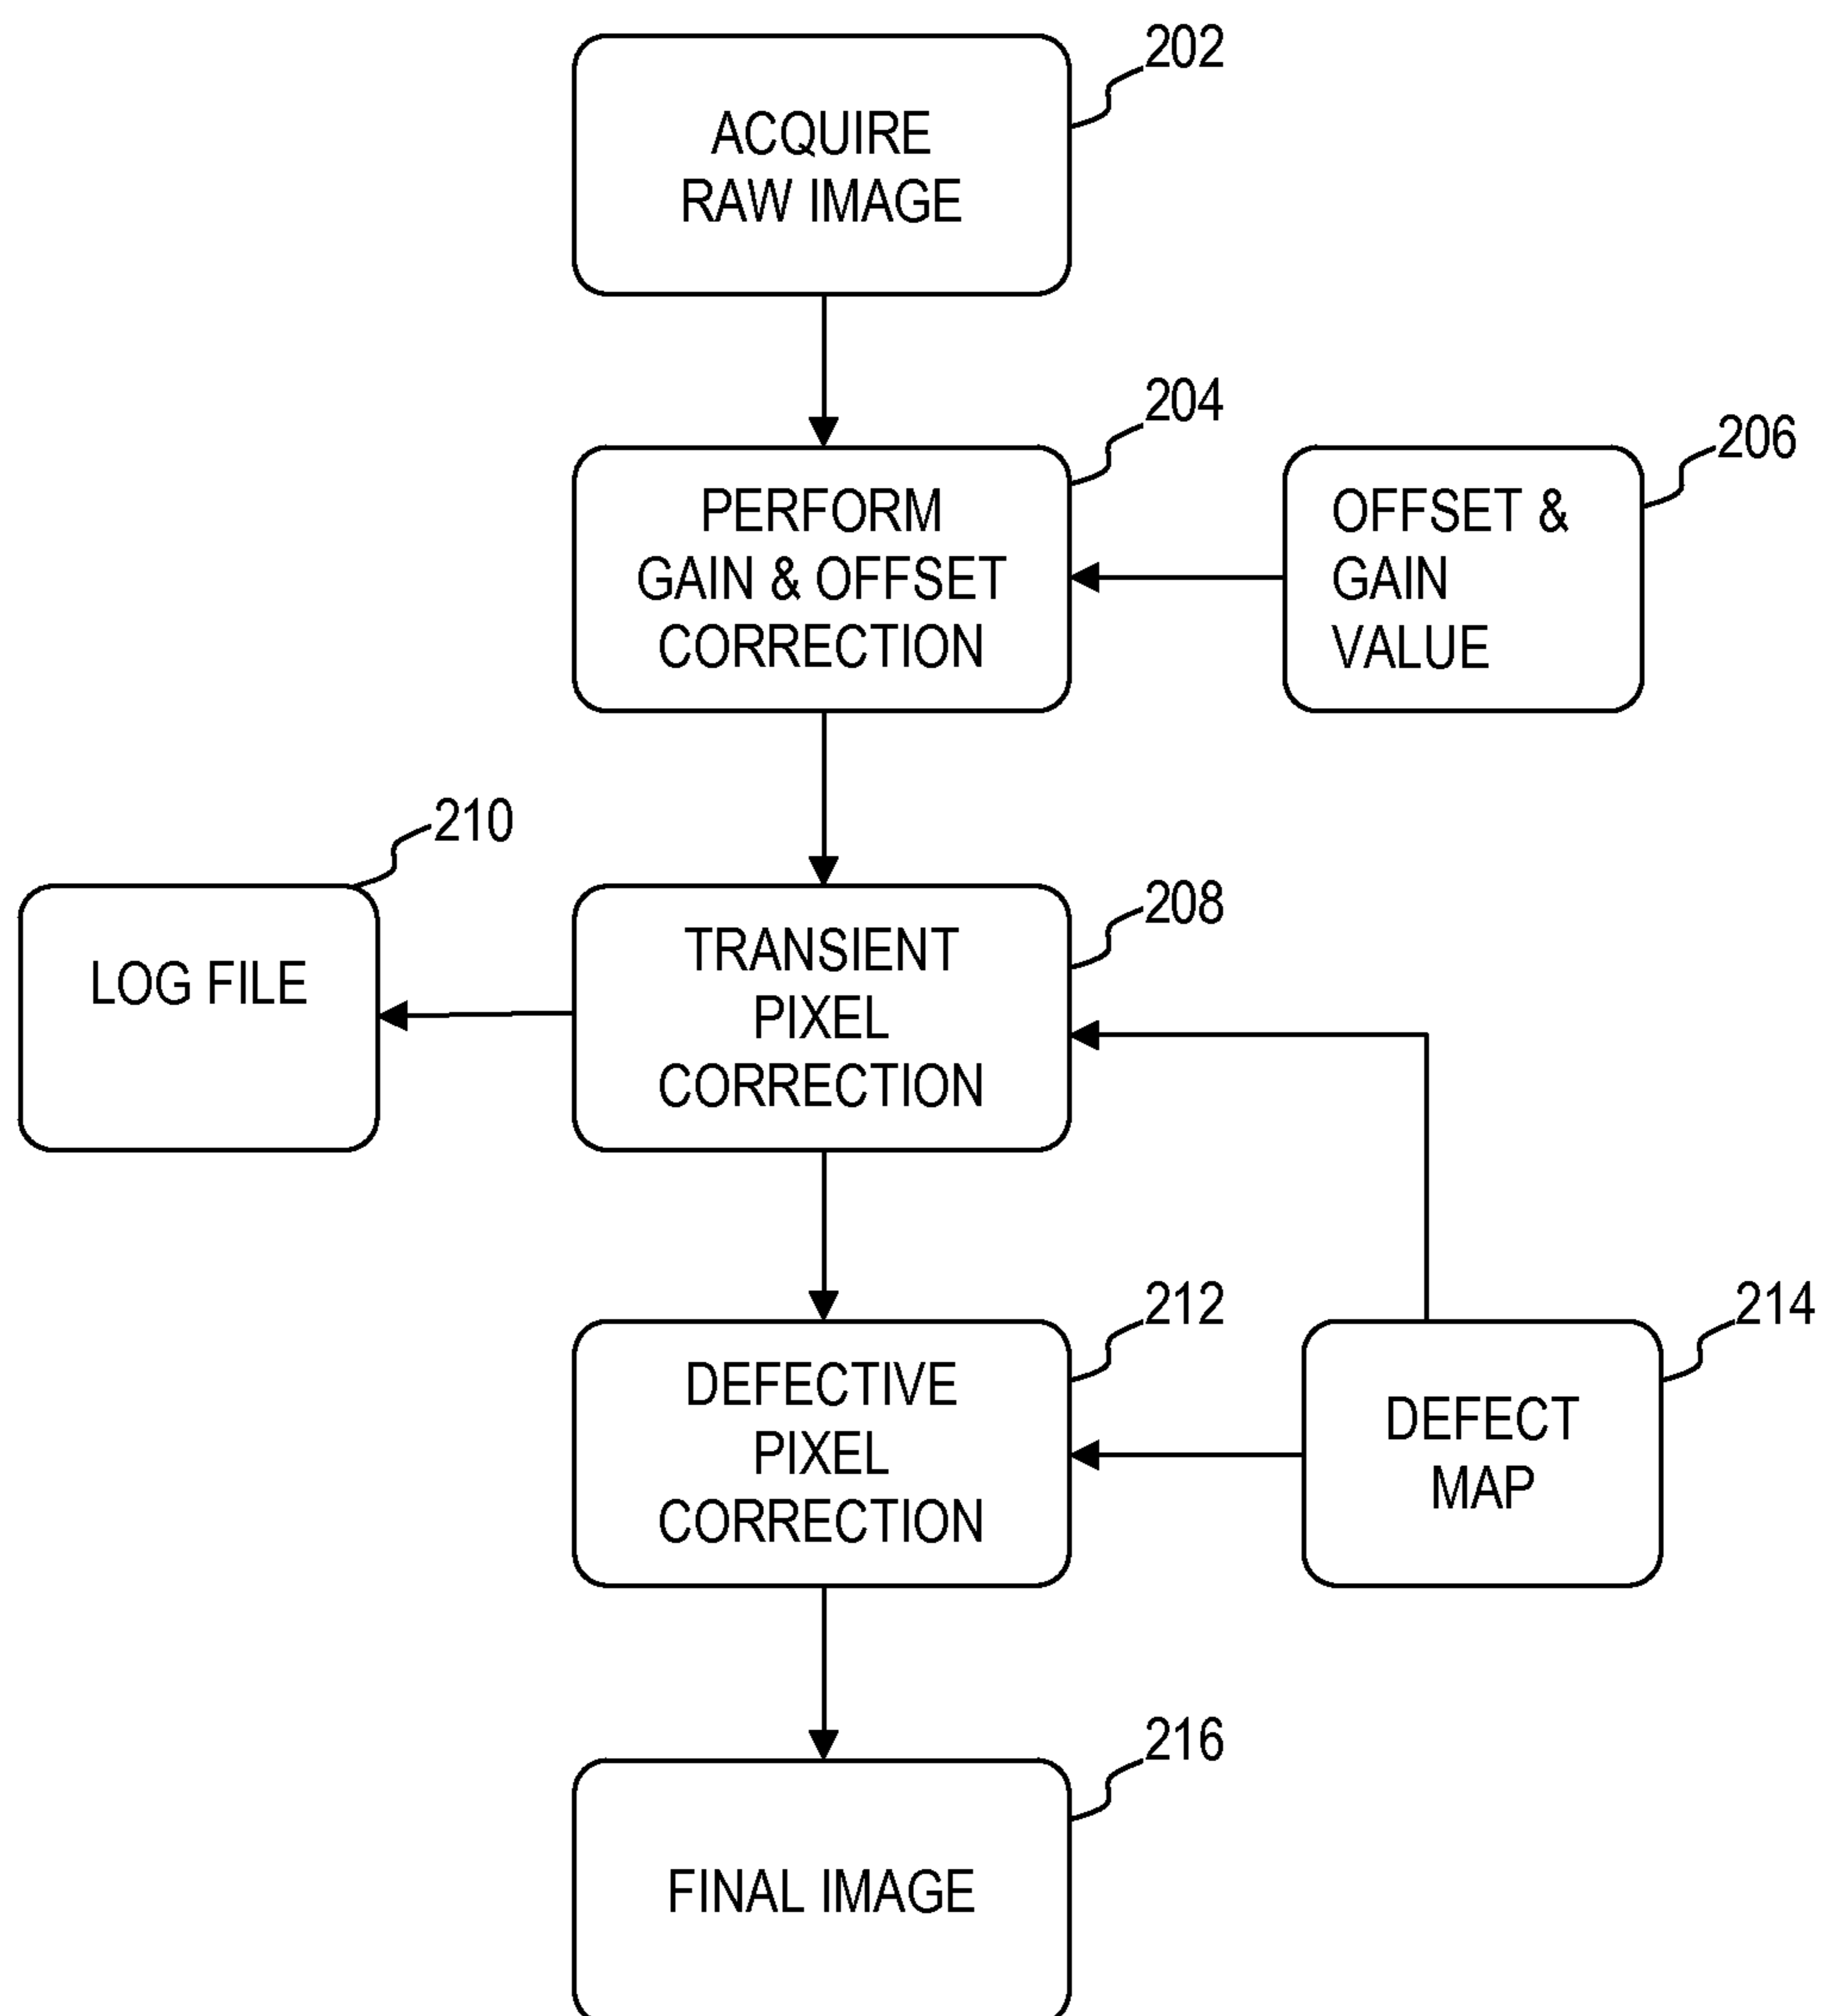 202
ACQUIRE
RAW IMAGE
204
PERFORM
GAIN & OFFSET
CORRECTION
206
OFFSET &
GAIN
VALUE
210
LOG FILE
208
TRANSIENT
PIXEL
CORRECTION
212
DEFECTIVE
PIXEL
CORRECTION
214
DEFECT
MAP
216
FINAL IMAGE